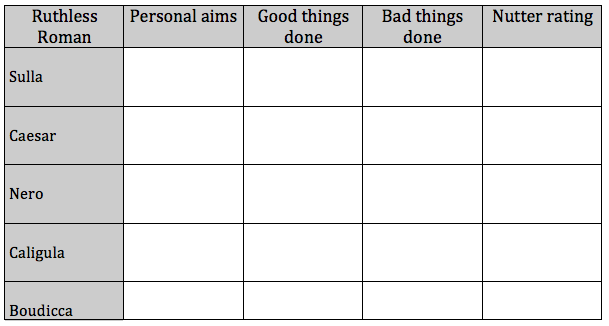 Ruthless Roman
Personal aims
Good things done
Bad things done
Nutter rating
Sulla
Caesar
Nero
Caligula
Boudicca